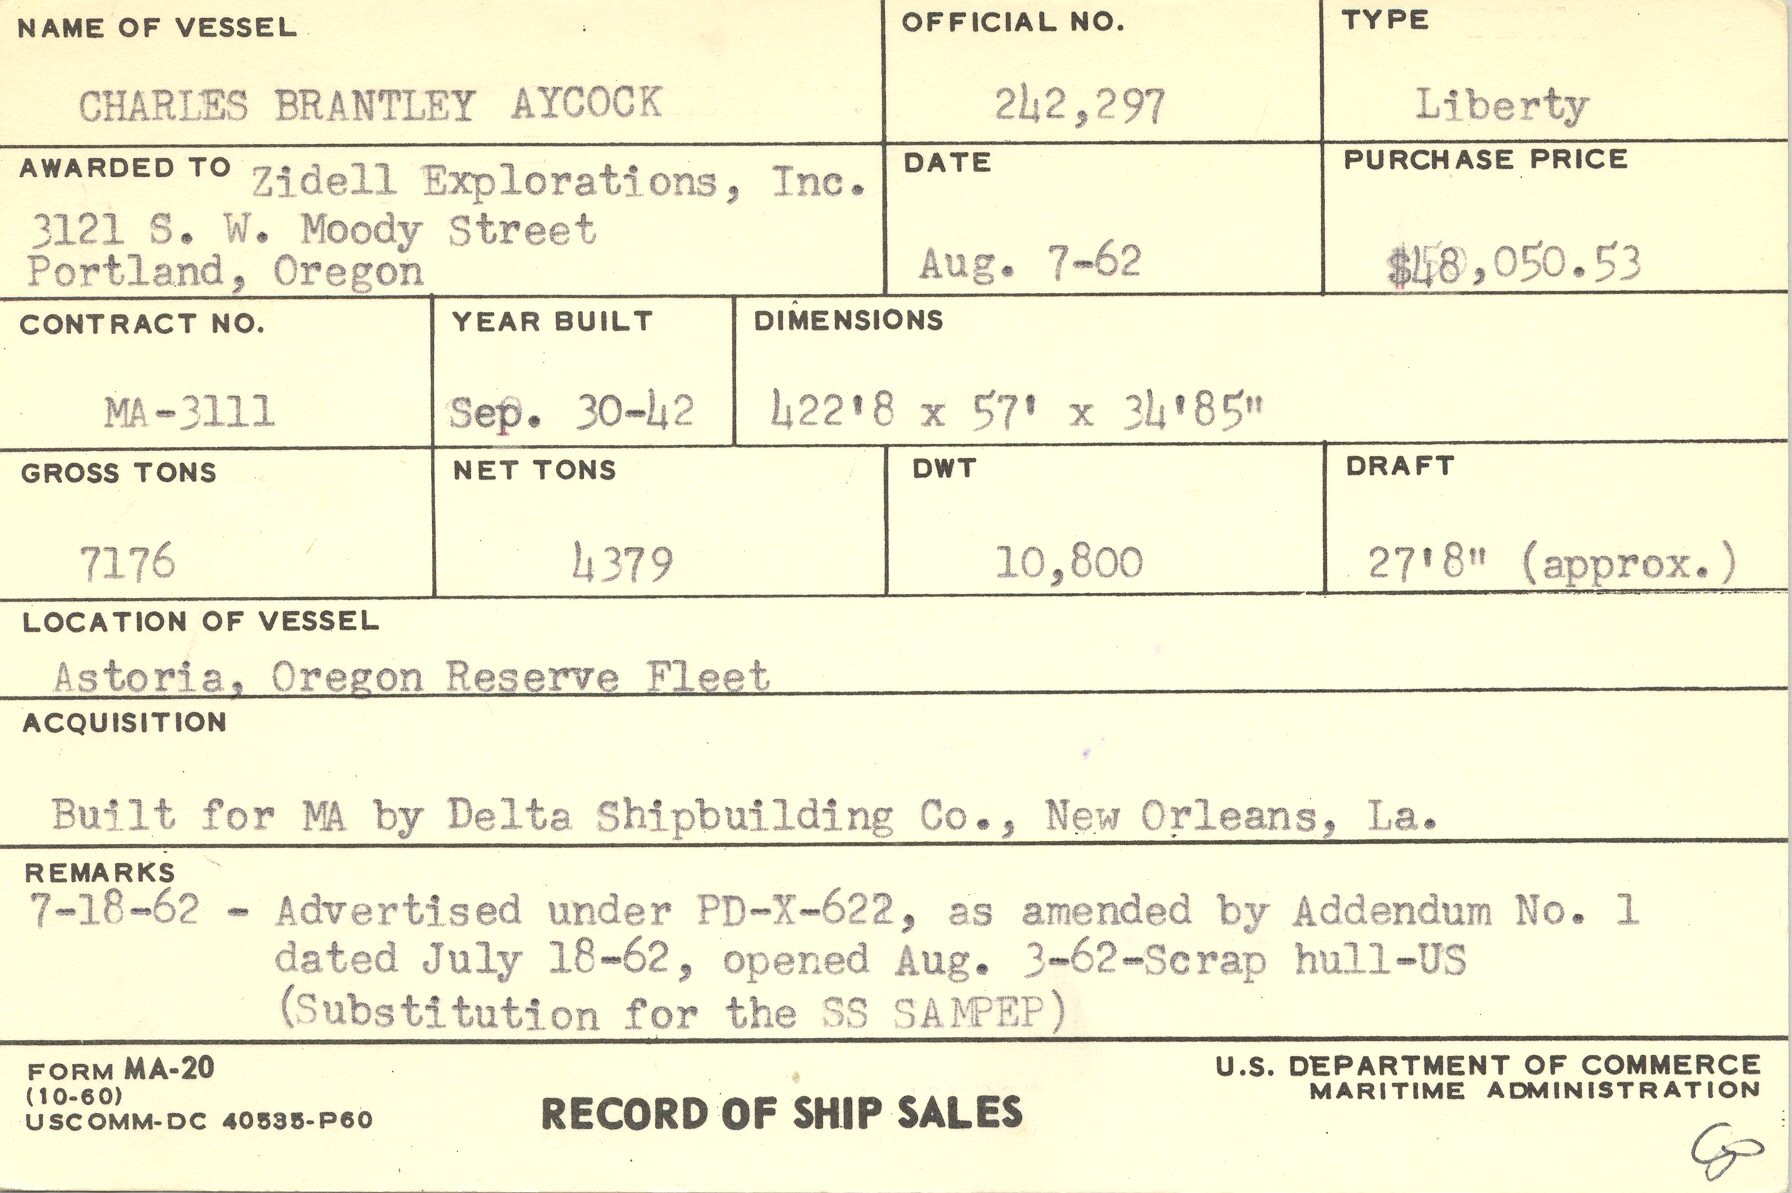 NAME OF VESSEL
CHARLES BRANTLEY AYCOCK
OFFICIAL NO.
242,297
TYPE
Liberty
AWARDED TO Zidell Explorations, Inc.
3121 S. W. Moody Street
Portland, Oregon
DATE
Aug. 7-62
PURCHASE PRICE
$48,050.53
CONTRACT NO.
MA-3111
YEAR BUILT
Sep. 30-42
DIMENSIONS
422'8 x 57' x 34'85"
GROSS TONS
7176
NET TONS
4379
DWT
10,800
DRAFT
27'8" (approx.)
LOCATION OF VESSEL
Astoria, Oregon Reserve Fleet
ACQUISITION
Built for MA by Delta Shipbuilding Co., New Orleans, La.
REMARKS
7-18-62 - Advertised under PD-X-622, as amended by Addendum No. 1
dated July 18-62, opened Aug. 3-62-Scrap hull-US
(Substitution for the SS SAMPEP)
FORM MA-20
(10-60)
USCOMM-DC 40535-P60
RECORD OF SHIP SALES
U.S. DEPARTMENT OF COMMERCE
MARITIME ADMINISTRATION